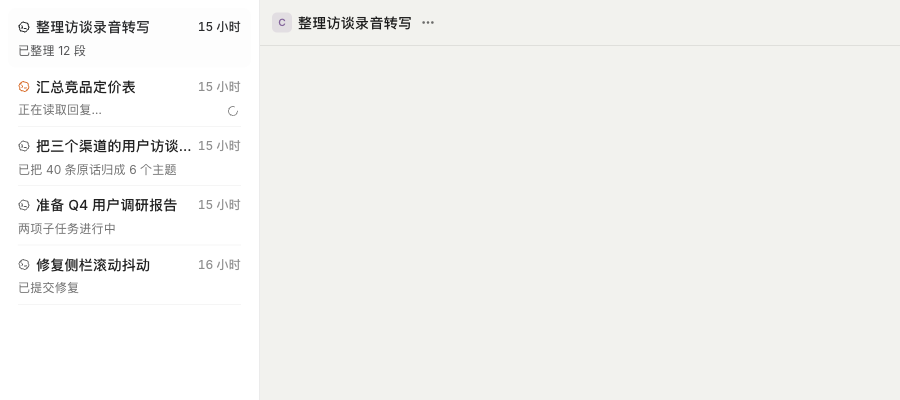 整理访谈录音转写 15 小时
已整理 12 段
汇总竞品定价表 15 小时
正在读取回复...
把三个渠道的用户访谈... 15 小时
已把 40 条原话归成 6 个主题
准备 Q4 用户调研报告 15 小时
两项子任务进行中
修复侧栏滚动抖动 16 小时
已提交修复
C 整理访谈录音转写 ···